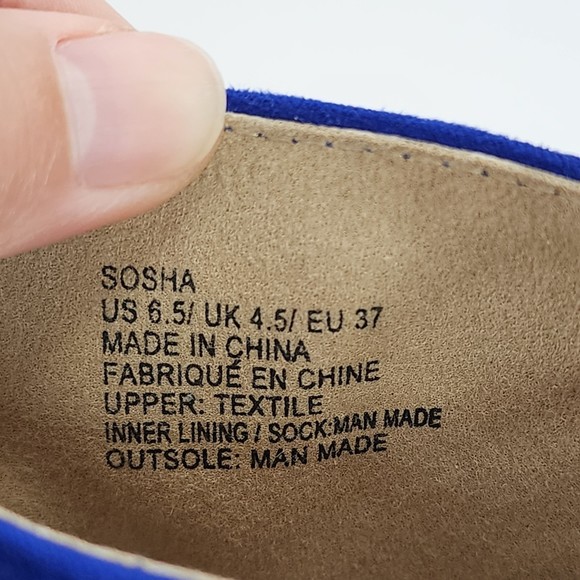 SOSHA
US 6.5/ UK 4.5/ EU 37
MADE IN CHINA
FABRIQUÉ EN CHINE
UPPER: TEXTILE
INNER LINING / SOCK:MAN MADE
OUTSOLE: MAN MADE